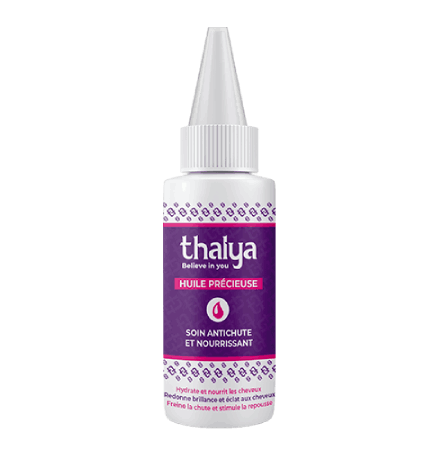 thalya
Believe in you
HUILE PRÉCIEUSE
SOIN ANTICHUTE
ET NOURRISSANT
Hydrate et nourrit les cheveux
Redonne brillance et éclat aux cheveux
Freine la chute et stimule la repousse